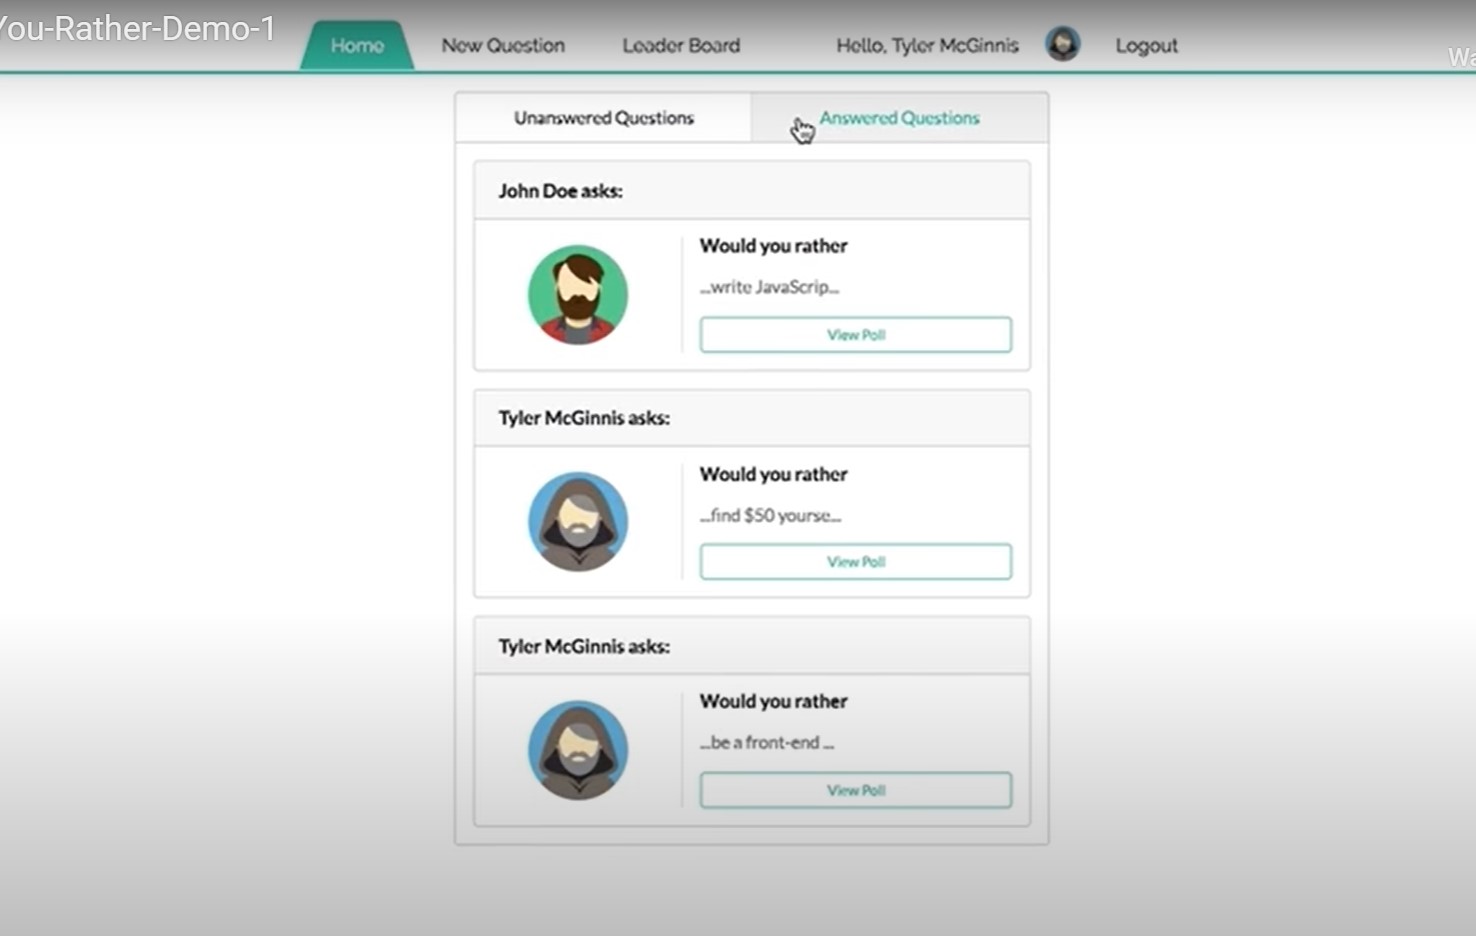 You-Rather-Demo-1
Home
New Question
Leader Board
Hello, Tyler McGinnis
Logout
Unanswered Questions
Answered Questions
John Doe asks:
Would you rather
...write JavaScrip...
View Poll
Tyler McGinnis asks:
Would you rather
...find $50 yourse...
View Poll
Tyler McGinnis asks:
Would you rather
...be a front-end ...
View Poll